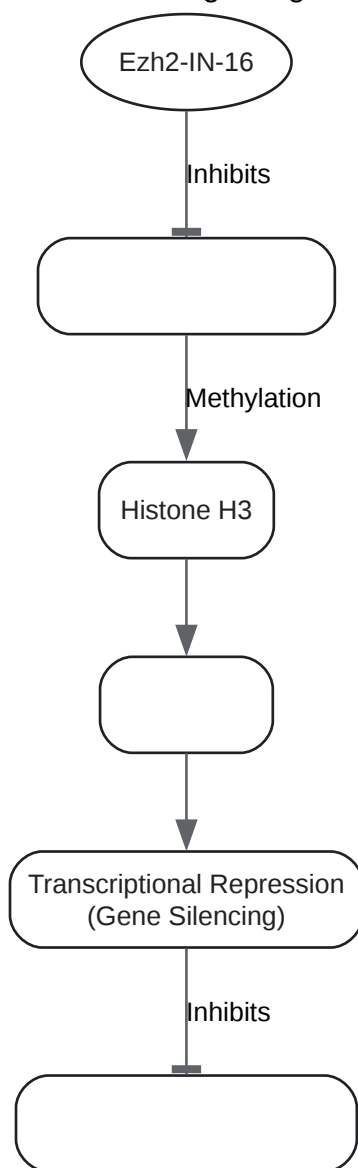 Ezh2-IN-16
Inhibits
Methylation
Histone H3
Transcriptional Repression
(Gene Silencing)
Inhibits